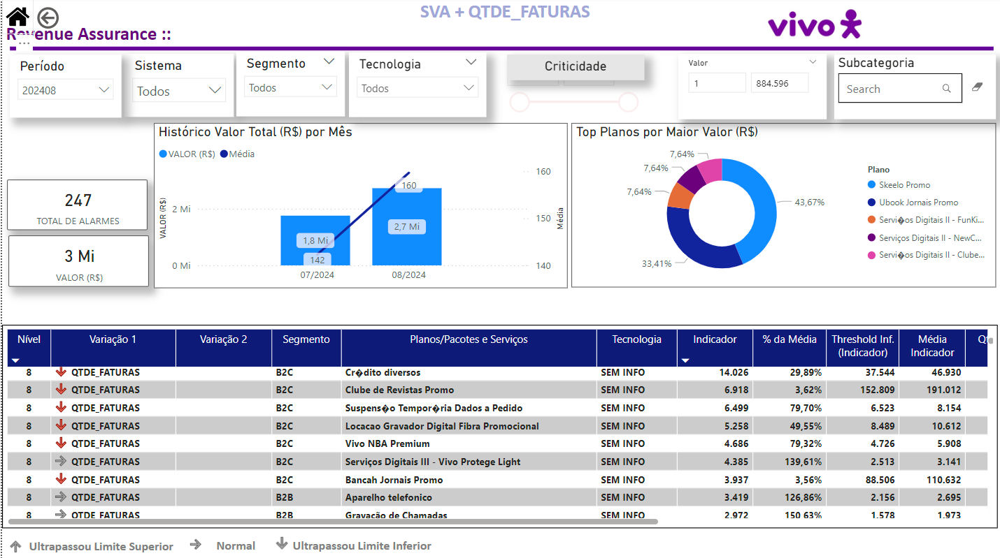 SVA + QTDE_FATURAS
Revenue Assurance ::
vivo
Período
202408
Sistema
Todos
Segmento
Todos
Tecnologia
Todos
Criticidade
Valor
1
884.596
Subcategoria
Search
247
TOTAL DE ALARMES
3 Mi
VALOR (R$)
Histórico Valor Total (R$) por Mês
VALOR (R$) Média
VALOR (R$)
2 Mi
0 Mi
1,8 Mi
142
160
2,7 Mi
07/2024
08/2024
160
150
140
Média
Top Planos por Maior Valor (R$)
7,64%
7,64%
7,64%
43,67%
33,41%
Plano
Skeelo Promo
Ubook Jornais Promo
Servi�os Digitais II - FunKi...
Serviços Digitais II - NewC...
Servi�os Digitais II - Clube...
Nível Variação 1 Variação 2 Segmento Planos/Pacotes e Serviços Tecnologia Indicador % da Média Threshold Inf. (Indicador) Média Indicador
8 QTDE_FATURAS B2C Cr�dito diversos SEM INFO 14.026 29,89% 37.544 46.930
8 QTDE_FATURAS B2C Clube de Revistas Promo SEM INFO 6.918 3,62% 152.809 191.012
8 QTDE_FATURAS B2C Suspens�o Tempor�ria Dados a Pedido SEM INFO 6.499 79,70% 6.523 8.154
8 QTDE_FATURAS B2C Locacao Gravador Digital Fibra Promocional SEM INFO 5.258 49,55% 8.489 10.612
8 QTDE_FATURAS B2C Vivo NBA Premium SEM INFO 4.686 79,32% 4.726 5.908
8 QTDE_FATURAS B2C Serviços Digitais III - Vivo Protege Light SEM INFO 4.385 139,61% 2.513 3.141
8 QTDE_FATURAS B2C Bancah Jornais Promo SEM INFO 3.937 3,56% 88.506 110.632
8 QTDE_FATURAS B2B Aparelho telefonico SEM INFO 3.419 126,86% 2.156 2.695
8 QTDE_FATURAS B2B Gravação de Chamadas SEM INFO 2.972 150,63% 1.578 1.973
Ultrapassou Limite Superior Normal Ultrapassou Limite Inferior